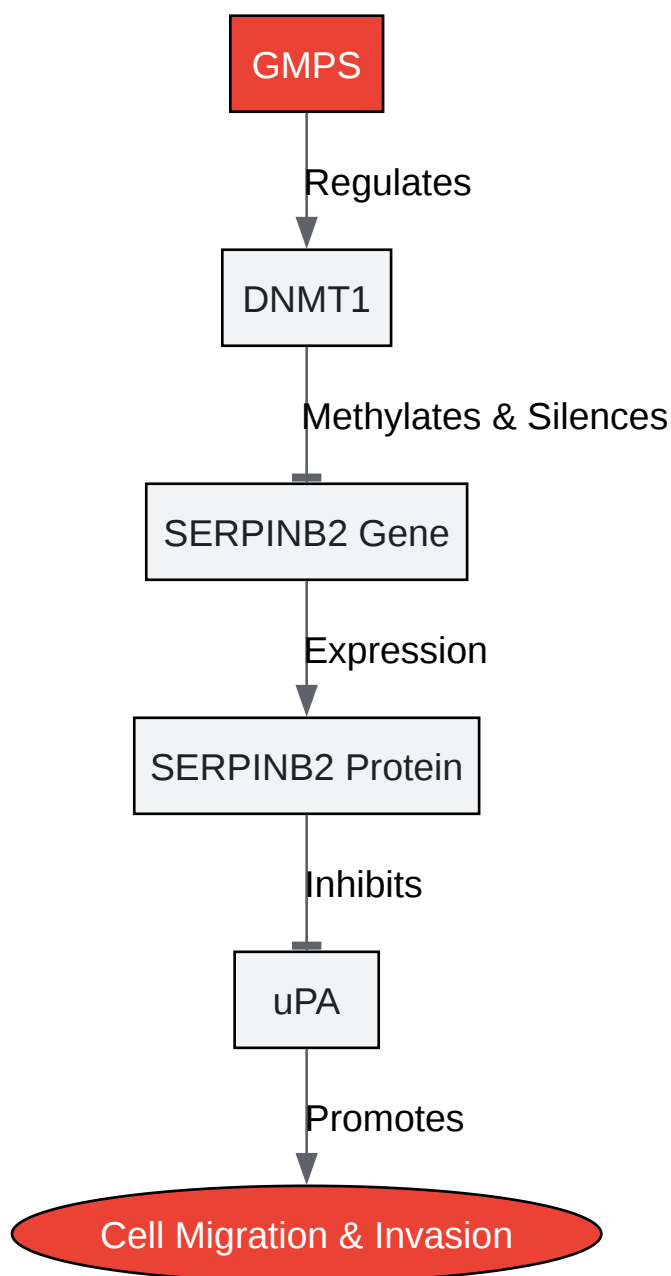 GMPS
Regulates
DNMT1
Methylates & Silences
SERPINB2 Gene
Expression
SERPINB2 Protein
Inhibits
uPA
Promotes
Cell Migration & Invasion